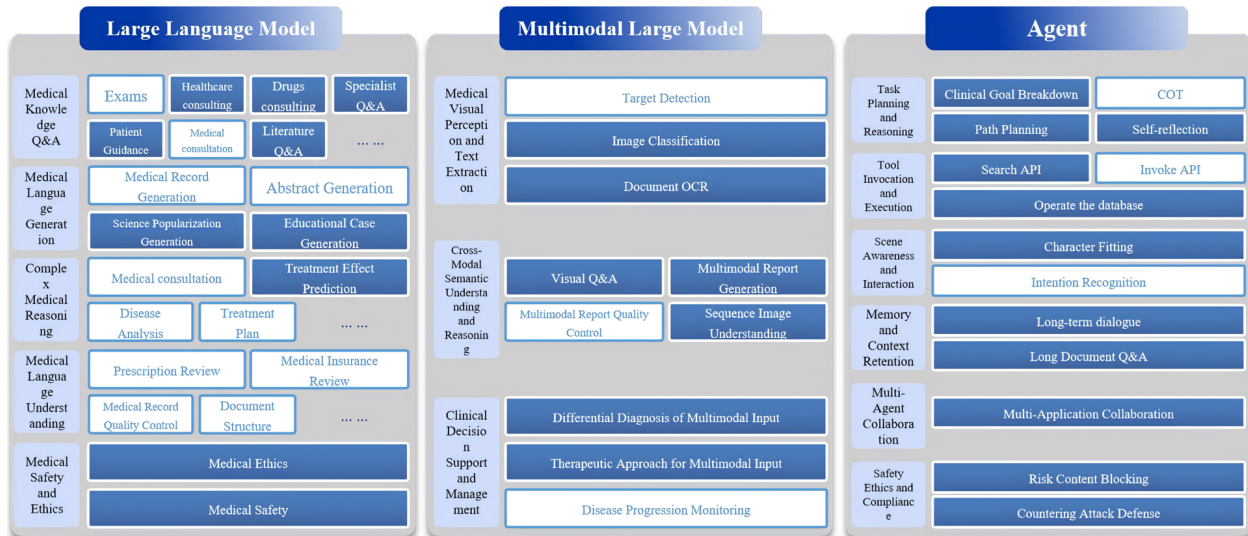 Large Language Model
Medical
Knowle
dge
Q&A
Exams
Healthcare
consulting
Drugs
consulting
Specialist
Q&A
Patient
Guidance
Medical
consultation
Literature
Q&A
... ...
Medical
Langua
ge
Generat
ion
Medical Record
Generation
Abstract Generation
Science Popularization
Generation
Educational Case
Generation
Comple
x
Medical
Reasoni
ng
Medical consultation
Treatment Effect
Prediction
Disease
Analysis
Treatment
Plan
... ...
Medical
Langua
ge
Underst
anding
Prescription Review
Medical Insurance
Review
Medical Record
Quality Control
Document
Structure
... ...
Medical
Safety
and
Ethics
Medical Ethics
Medical Safety
Multimodal Large Model
Medical
Visual
Percepti
on and
Text
Extracti
on
Target Detection
Image Classification
Document OCR
Cross-
Modal
Semantic
Understa
nding
and
Reasonin
g
Visual Q&A
Multimodal Report
Generation
Multimodal Report Quality
Control
Sequence Image
Understanding
Clinical
Decisio
n
Support
and
Manage
ment
Differential Diagnosis of Multimodal Input
Therapeutic Approach for Multimodal Input
Disease Progression Monitoring
Agent
Task
Planning
and
Reasoning
Clinical Goal Breakdown
COT
Path Planning
Self-reflection
Tool
Invocation
and
Execution
Search API
Invoke API
Operate the database
Scene
Awareness
and
Interaction
Character Fitting
Intention Recognition
Memory
and
Context
Retention
Long-term dialogue
Long Document Q&A
Multi-
Agent
Collabo
ration
Multi-Application Collaboration
Safety
Ethics and
Complianc
e
Risk Content Blocking
Countering Attack Defense